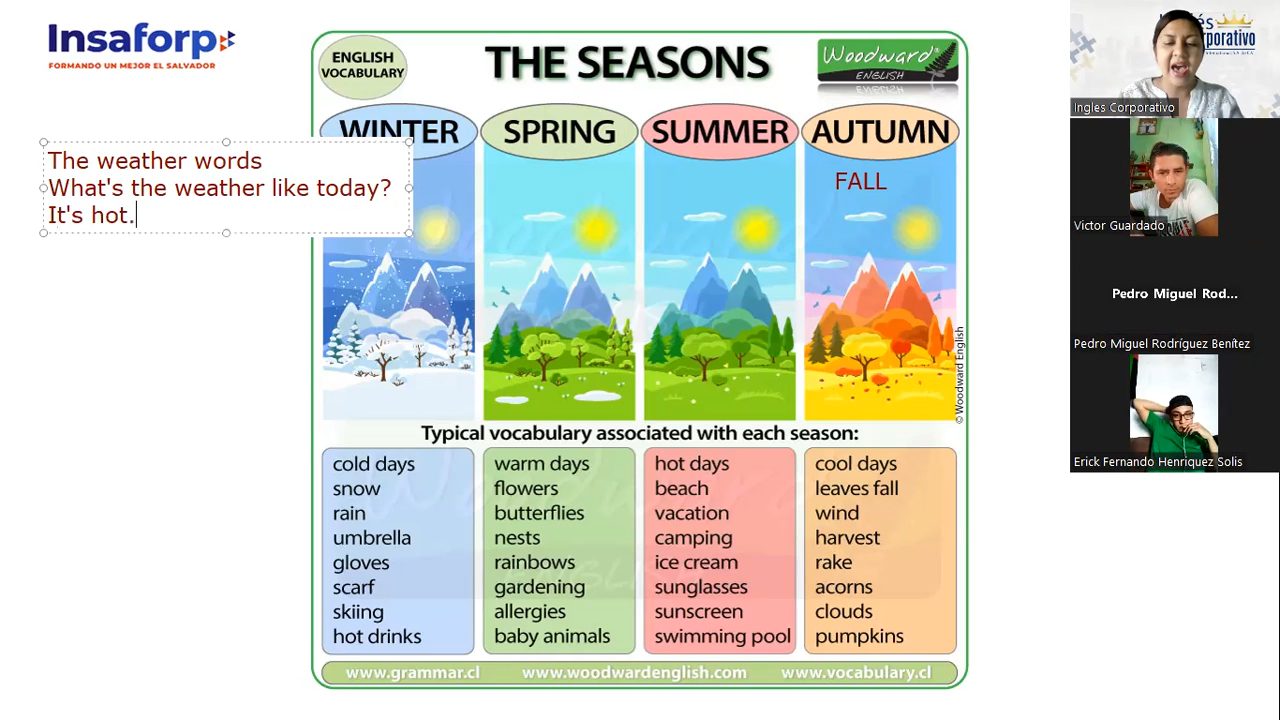 Insaforp
FORMANDO UN MEJOR EL SALVADOR
ENGLISH
VOCABULARY
THE SEASONS
Woodward®
ENGLISH
WINTER
SPRING
SUMMER
AUTUMN
FALL
The weather words
What's the weather like today?
It's hot.
© Woodward English
Typical vocabulary associated with each season:
cold days
snow
rain
umbrella
gloves
scarf
skiing
hot drinks
warm days
flowers
butterflies
nests
rainbows
gardening
allergies
baby animals
hot days
beach
vacation
camping
ice cream
sunglasses
sunscreen
swimming pool
cool days
leaves fall
wind
harvest
rake
acorns
clouds
pumpkins
www.grammar.cl
www.woodwardenglish.com
www.vocabulary.cl
Ingles Corporativo
Victor Guardado
Pedro Miguel Rod...
Pedro Miguel Rodríguez Benítez
Erick Fernando Henriquez Solis